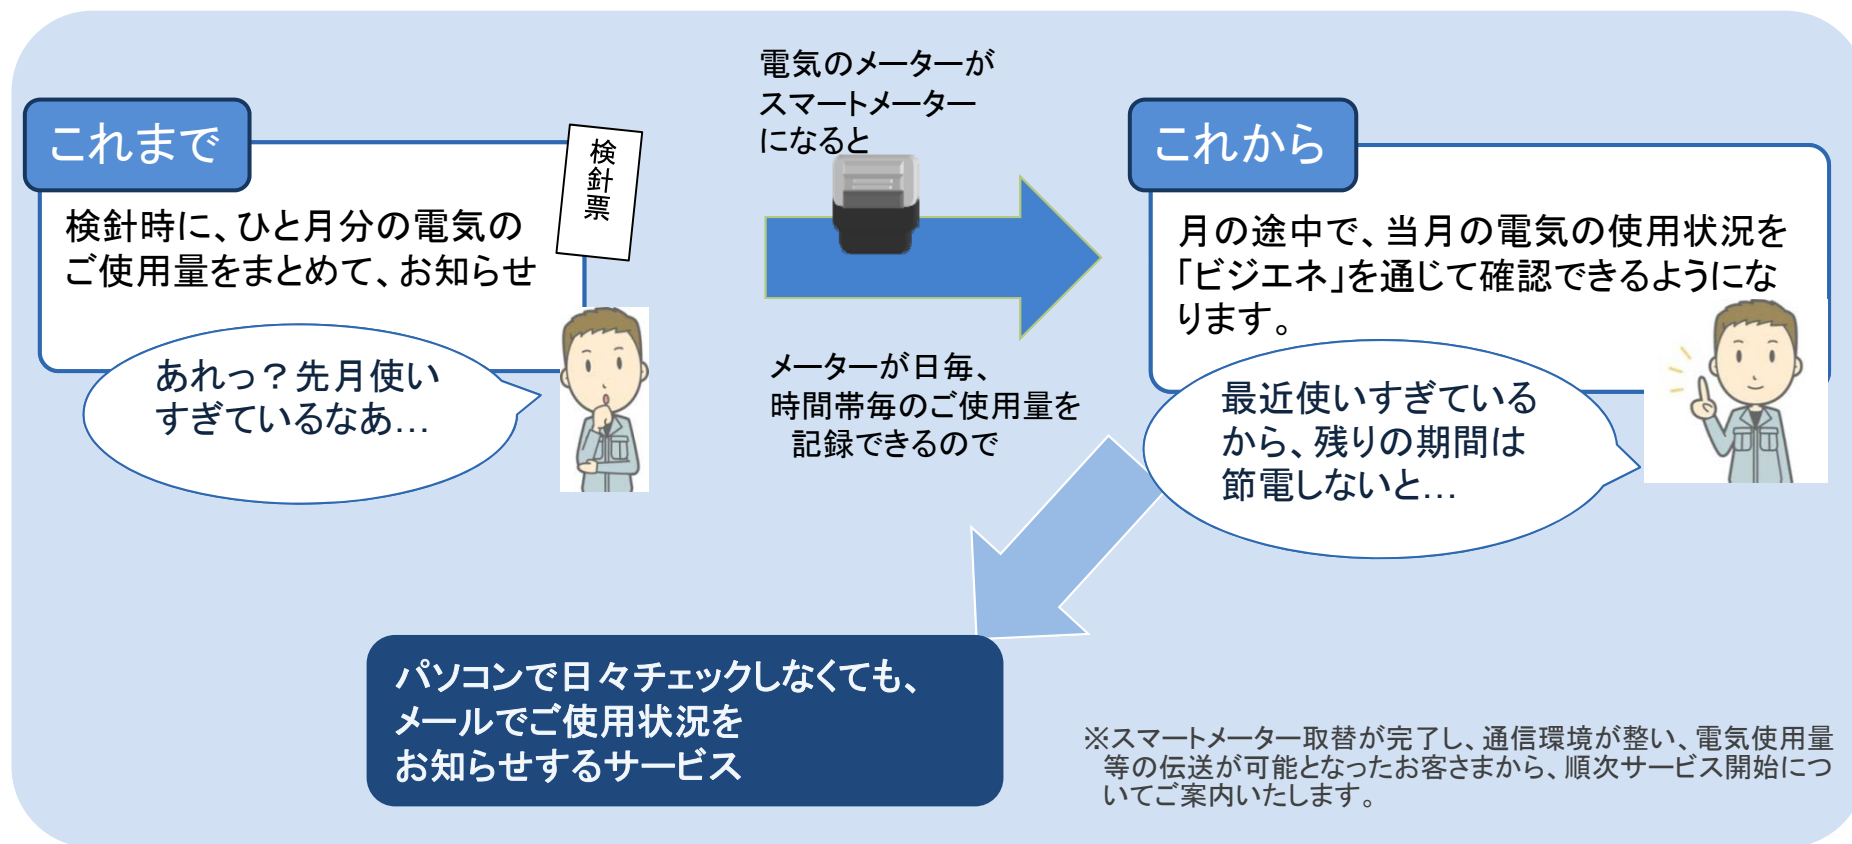 これまで
検針票
検針時に、ひと月分の電気の
ご使用量をまとめて、お知らせ
あれっ？先月使い
すぎているなあ…
電気のメーターが
スマートメーター
になると
メーターが日毎、
時間帯毎のご使用量を
記録できるので
これから
月の途中で、当月の電気の使用状況を
「ビジエネ」を通じて確認できるようにな
ります。
最近使いすぎている
から、残りの期間は
節電しないと…
パソコンで日々チェックしなくても、
メールでご使用状況を
お知らせするサービス
※スマートメーター取替が完了し、通信環境が整い、電気使用量
等の伝送が可能となったお客さまから、順次サービス開始につ
いてご案内いたします。